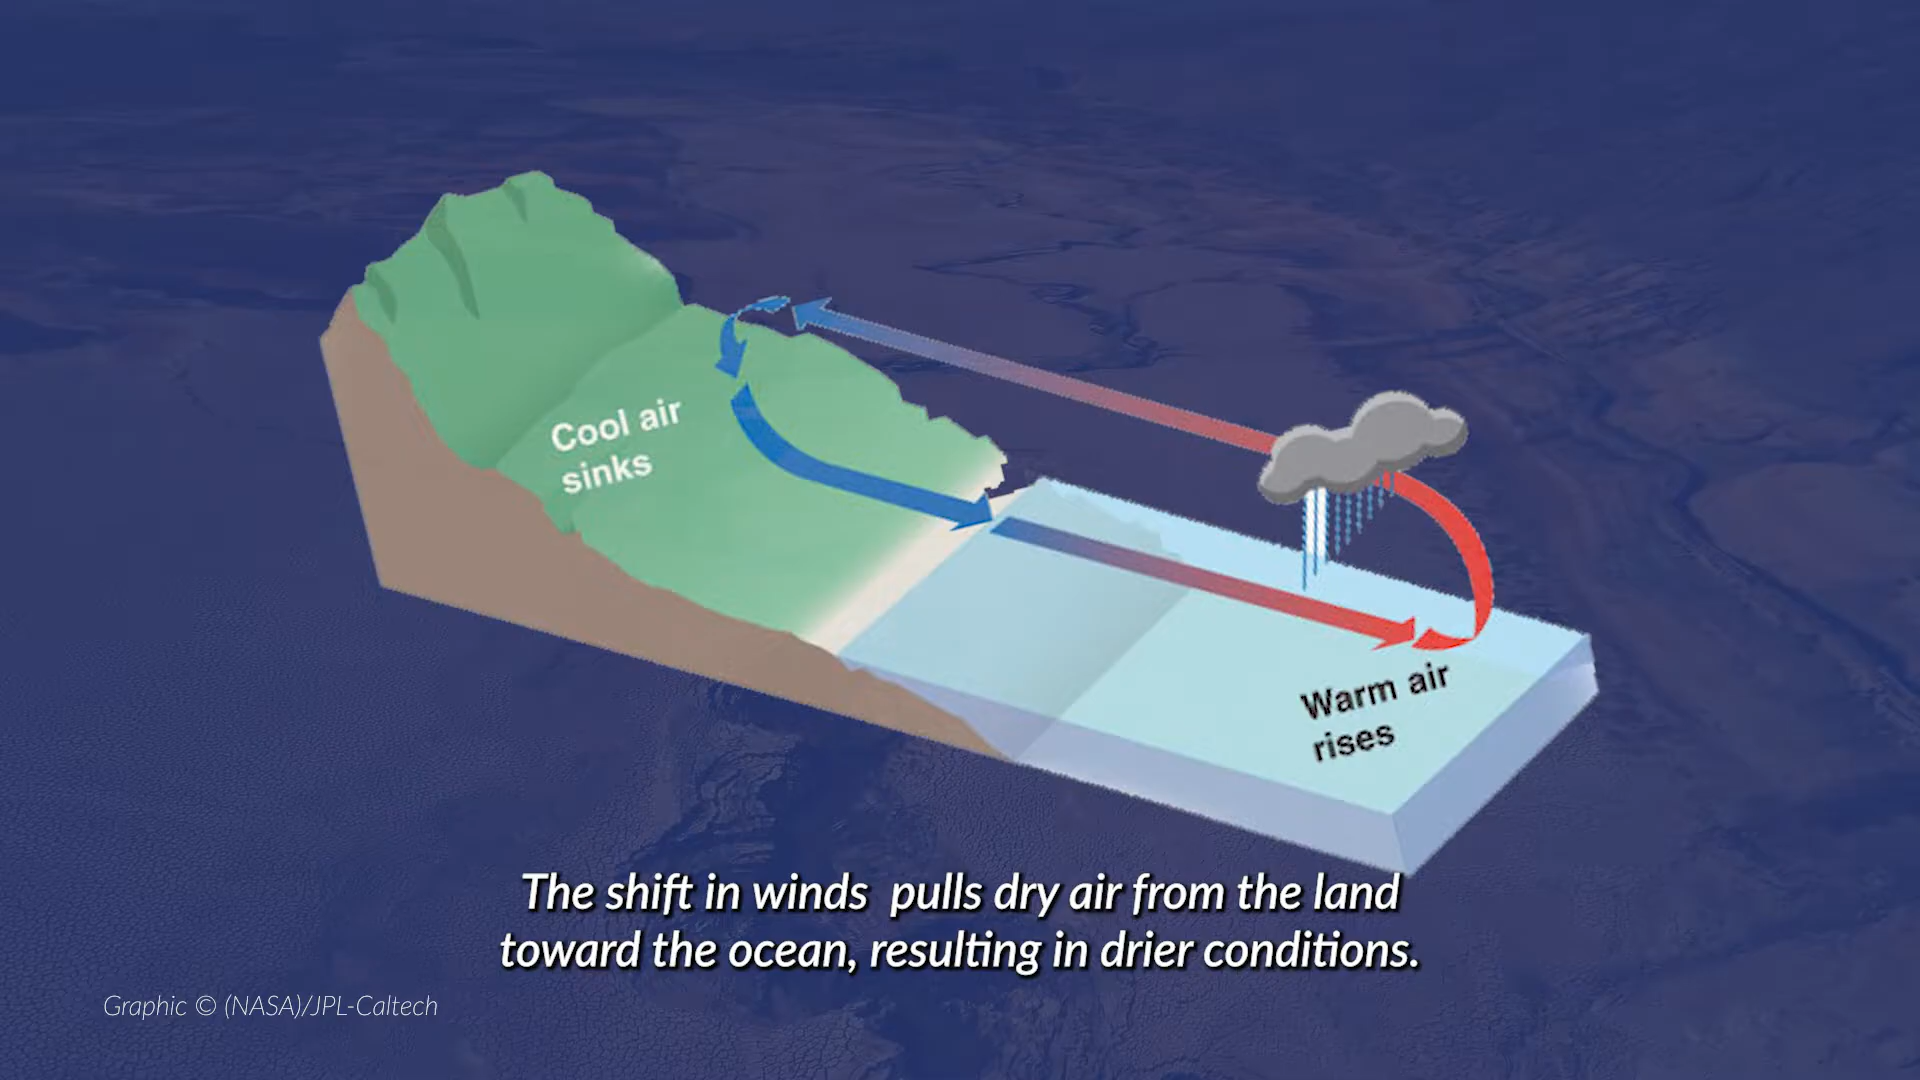 Cool air
sinks
Warm air
rises
The shift in winds  pulls dry air from the land
toward the ocean, resulting in drier conditions.
Graphic © (NASA)/JPL-Caltech